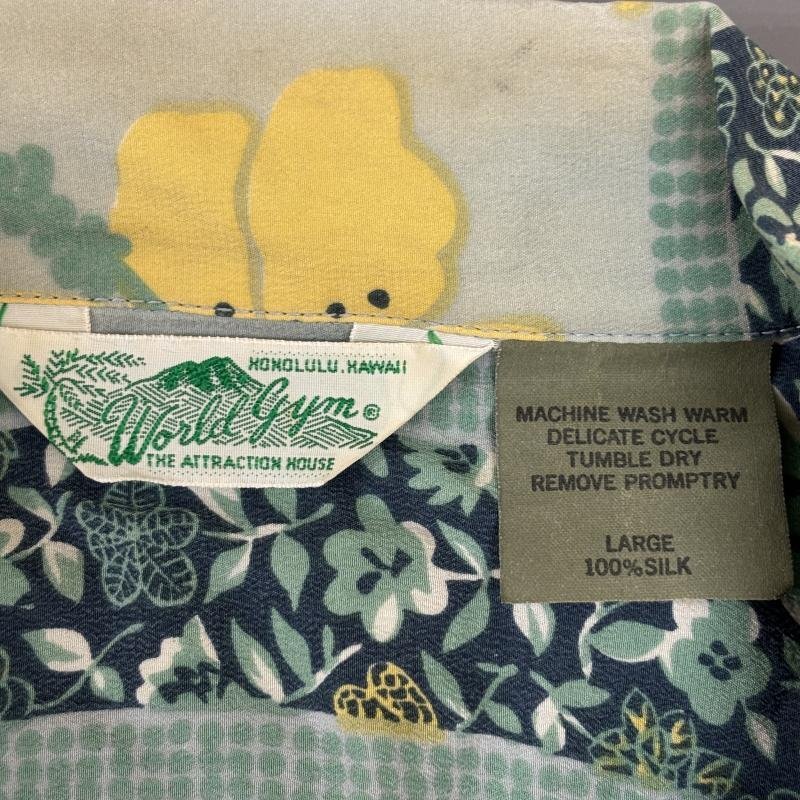 HONOLULU. HAWAII
World Gym®
THE ATTRACTION HOUSE
MACHINE WASH WARM
DELICATE CYCLE
TUMBLE DRY
REMOVE PROMPTRY
LARGE
100%SILK